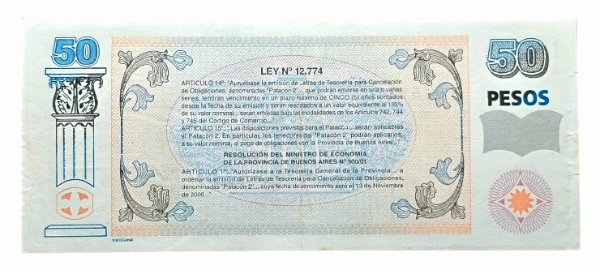 50
LEY Nº 12.774
50
PESOS
ARTICULO 14º: "Autorízase la emisión de Letras de Tesorería para Cancelación
de Obligaciones, denominadas "Patacón 2"... que podrán emitirse en una o varias
series, tendrán vencimiento en un plazo máximo de CINCO (5) años contados
desde la fecha de su emisión y serán rescatados a un valor equivalente al
de su valor nominal... serán emitidas bajo las modalidades de los Artículos 742, 744
y 745 del Código de Comercio..."
ARTICULO 15º: "Las disposiciones previstas para el Patacón... serán aplicables
al Patacón 2. En particular, los tenedores del "Patacón 2" podrán aplicarlos,
a su valor nominal, al pago de obligaciones con la Provincia de Buenos Aires."
RESOLUCIÓN DEL MINISTRO DE ECONOMÍA
DE LA PROVINCIA DE BUENOS AIRES Nº
ARTICULO 1º: "Autorízase a la Tesorería General de la Provincia... a
ordenar la emisión de Letras de Tesorería para Cancelación de Obligaciones,
denominadas "Patacón 2"... cuya fecha de vencimiento para el 13 de Noviembre
de 2006..."